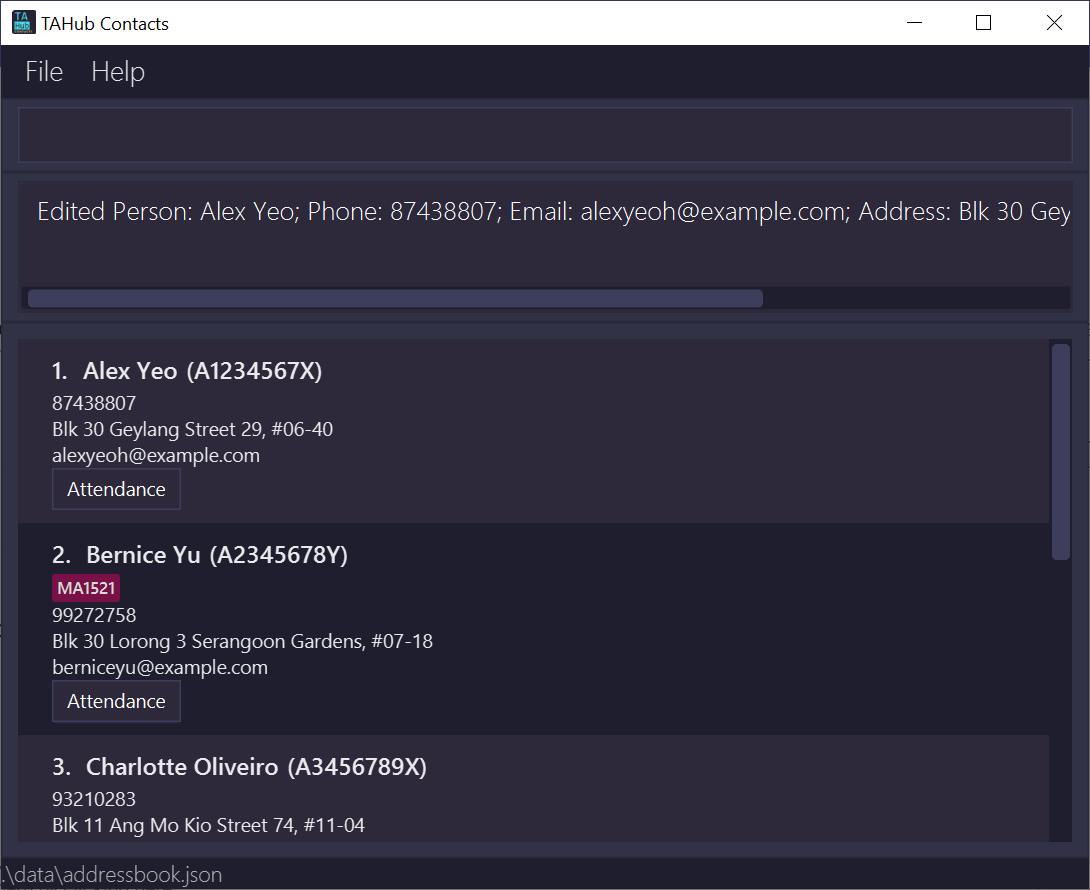 TAHub Contacts
File Help
Edited Person: Alex Yeo; Phone: 87438807; Email: alexyeoh@example.com; Address: Blk 30 Gey
1. Alex Yeo (A1234567X)
87438807
Blk 30 Geylang Street 29, #06-40
alexyeoh@example.com
Attendance
2. Bernice Yu (A2345678Y)
MA1521
99272758
Blk 30 Lorong 3 Serangoon Gardens, #07-18
berniceyu@example.com
Attendance
3. Charlotte Oliveiro (A3456789X)
93210283
Blk 11 Ang Mo Kio Street 74, #11-04
.\data\addressbook.json